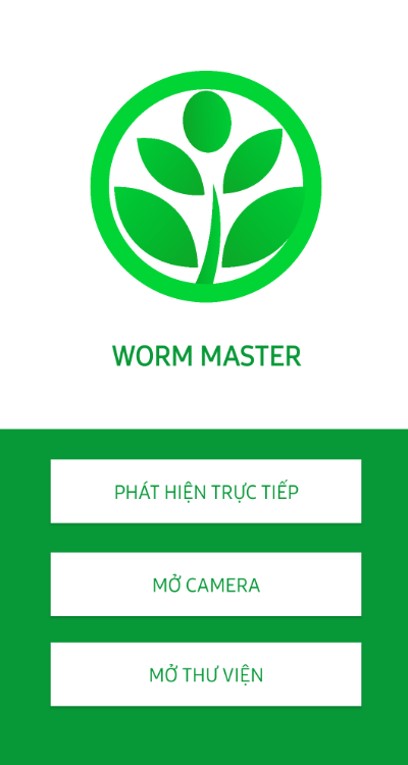 WORM MASTER
PHÁT HIỆN TRỰC TIẾP
MỞ CAMERA
MỞ THƯ VIỆN